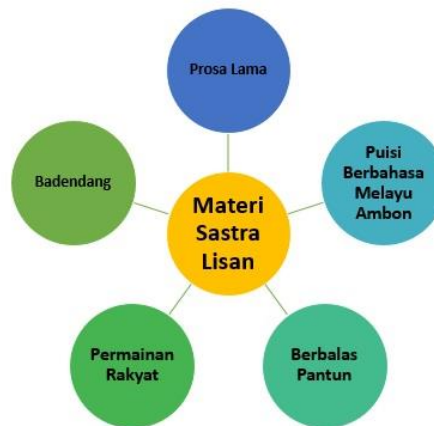 Prosa Lama
Puisi
Berbahasa
Melayu
Ambon
Berbalas
Pantun
Permainan
Rakyat
Badendang
Materi
Sastra
Lisan